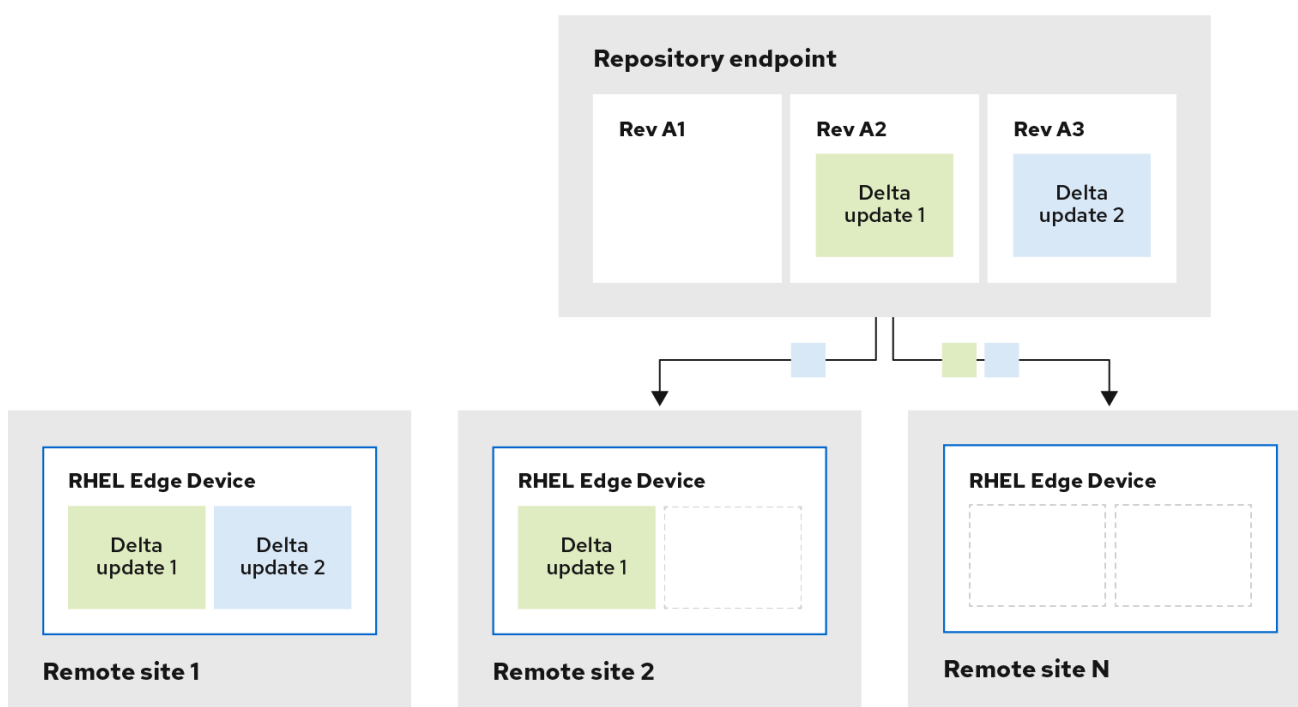 Repository endpoint
Rev A1
Rev A2
Rev A3
Delta
update 1
Delta
update 2
RHEL Edge Device
Delta
update 1
Delta
update 2
Remote site 1
RHEL Edge Device
Delta
update 1
Remote site 2
RHEL Edge Device
Remote site N